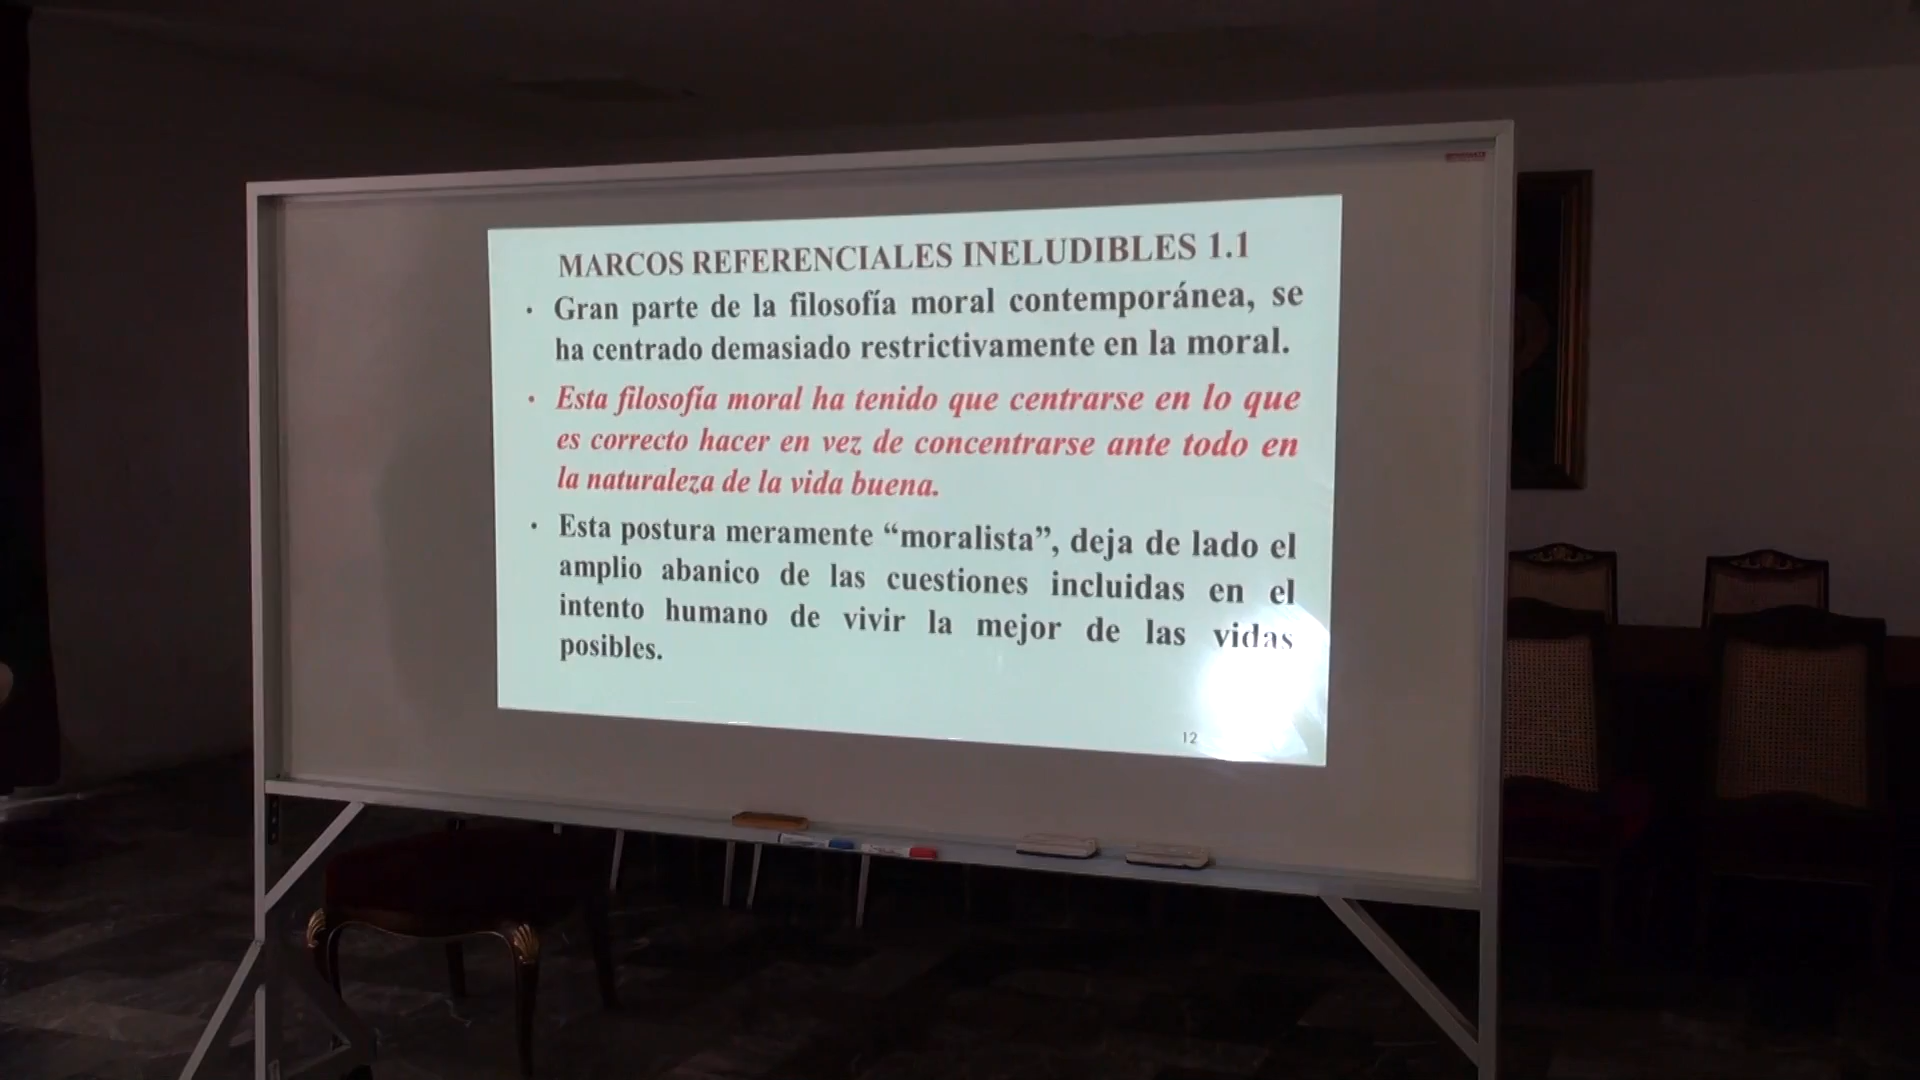 MARCOS REFERENCIALES INELUDIBLES 1.1
• Gran parte de la filosofía moral contemporánea, se
ha centrado demasiado restrictivamente en la moral.
• Esta filosofía moral ha tenido que centrarse en lo que
es correcto hacer en vez de concentrarse ante todo en
la naturaleza de la vida buena.
• Esta postura meramente “moralista”, deja de lado el
amplio abanico de las cuestiones incluidas en el
intento humano de vivir la mejor de las vidas
posibles.
12